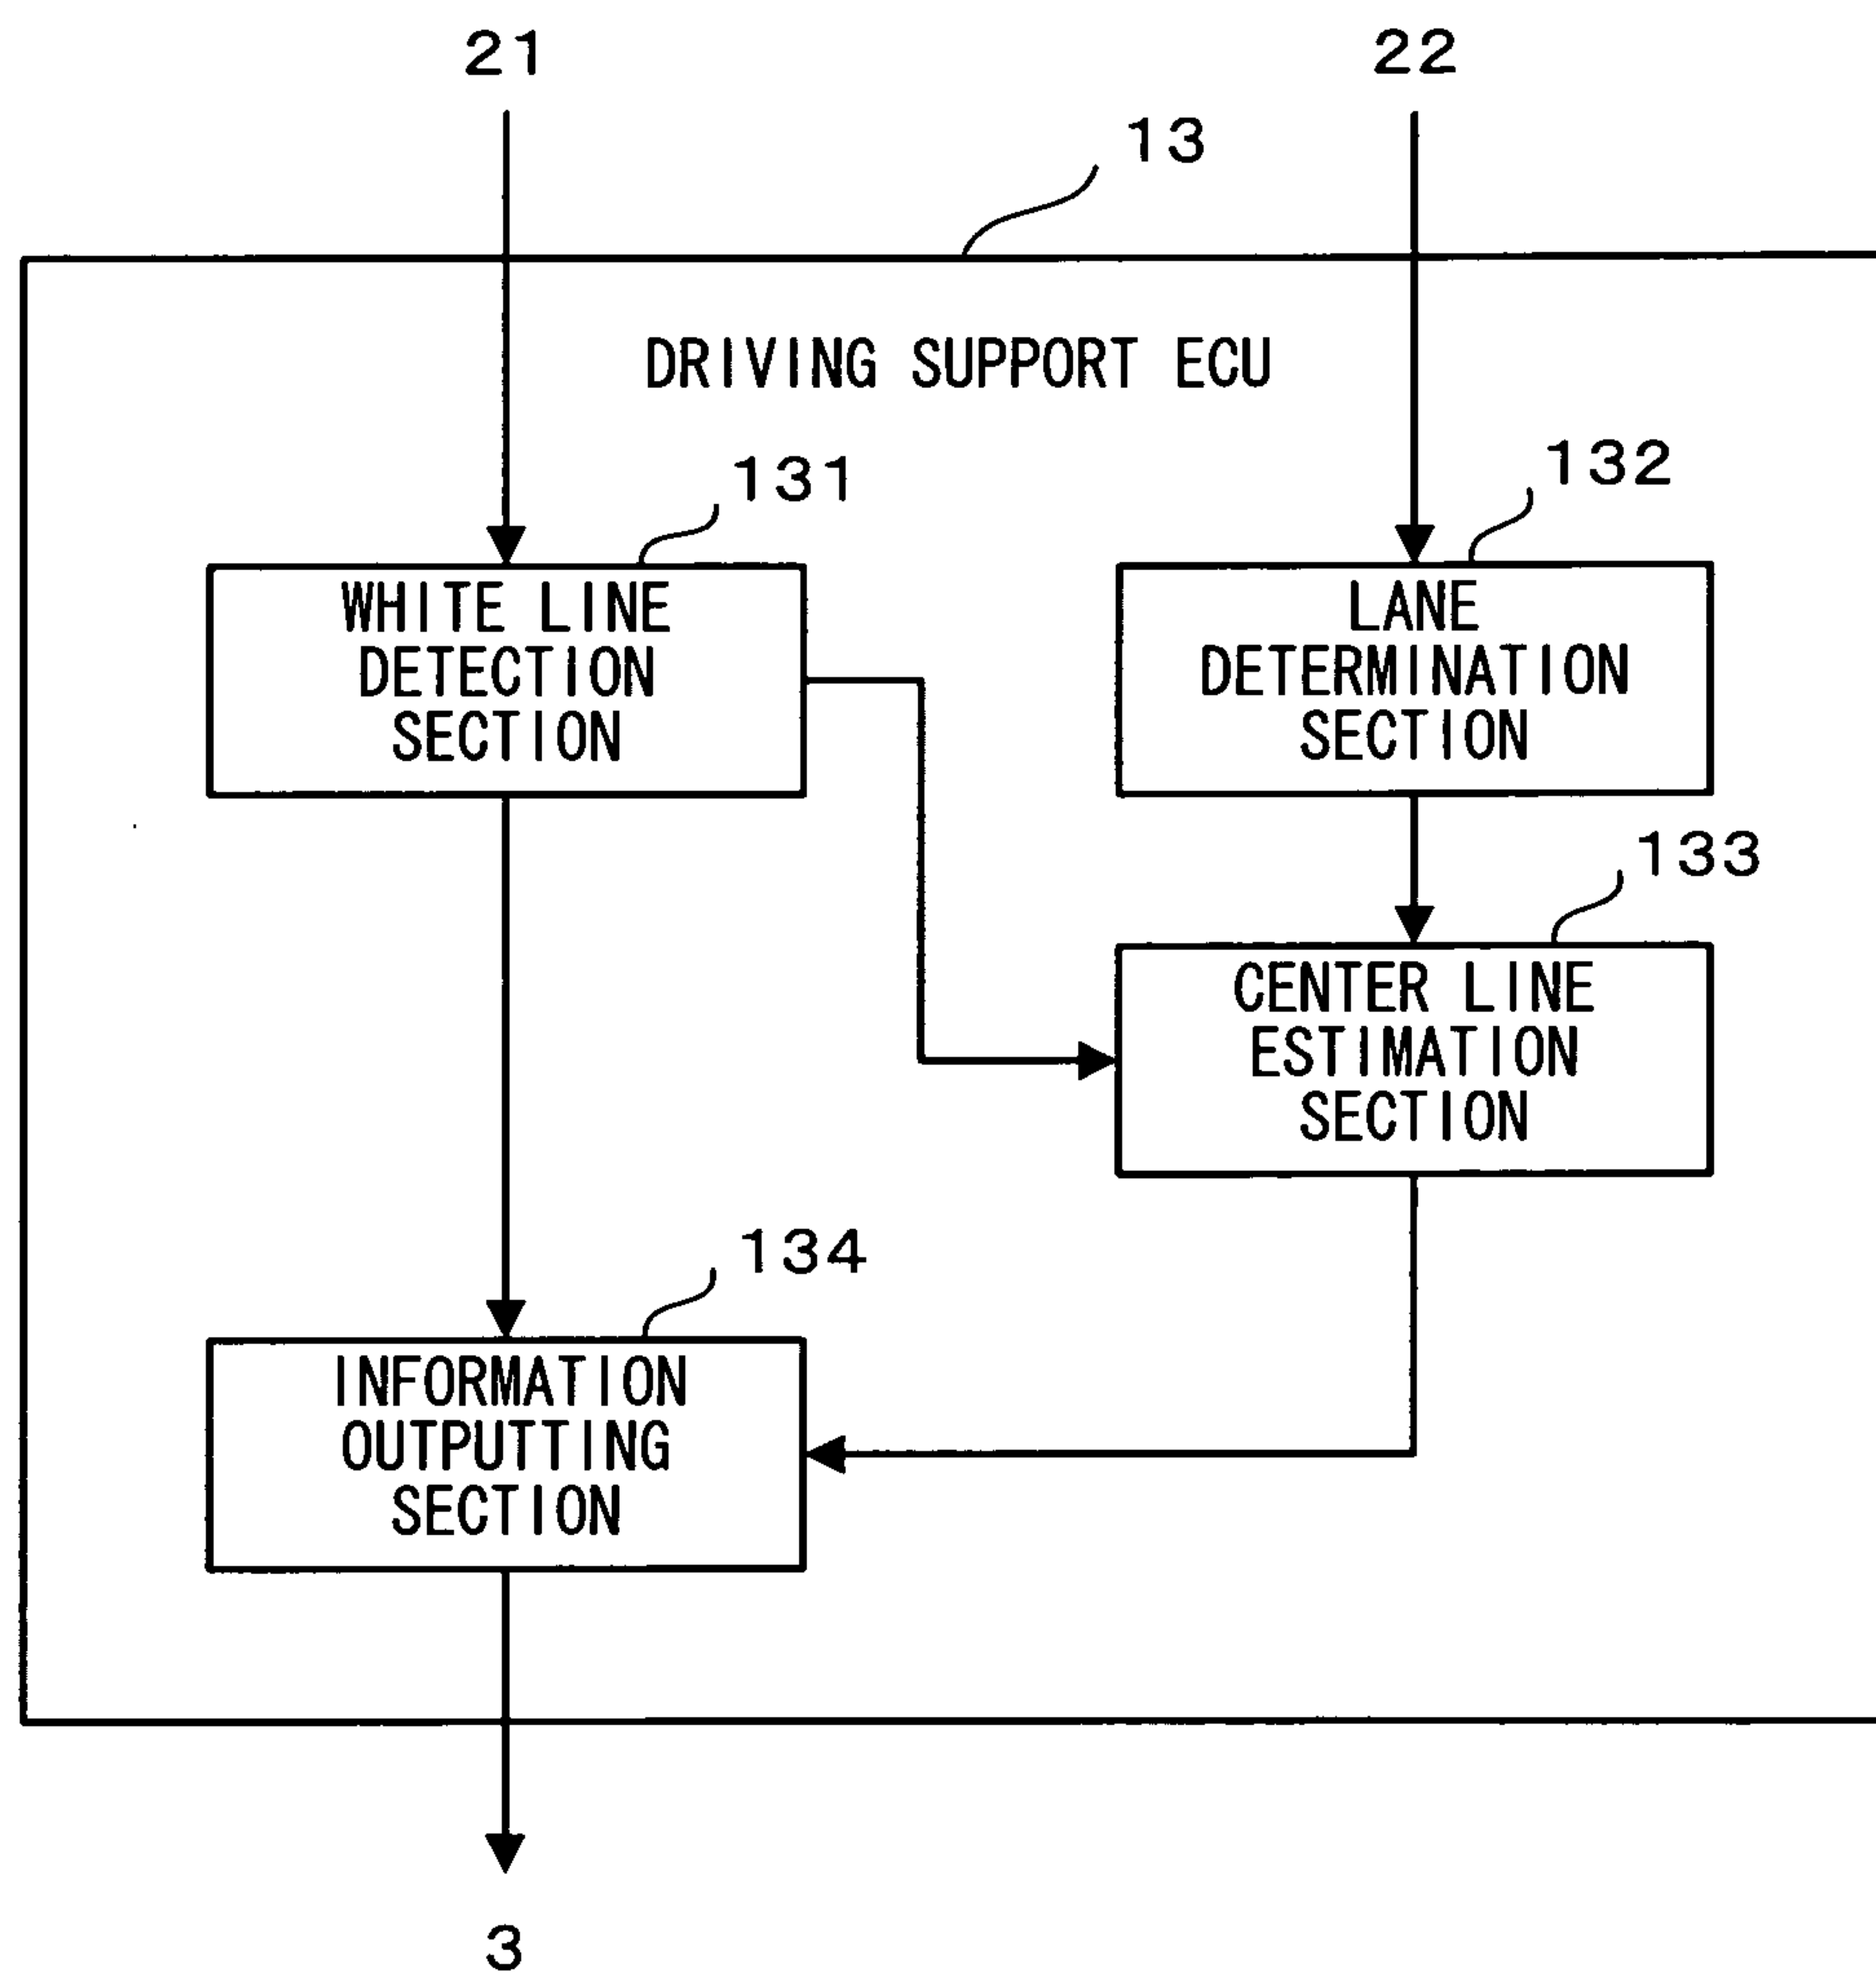 21
22
13
DRIVING SUPPORT ECU
131
132
WHITE LINE
DETECTION
SECTION
LANE
DETERMINATION
SECTION
133
CENTER LINE
ESTIMATION
SECTION
134
INFORMATION
OUTPUTTING
SECTION
3